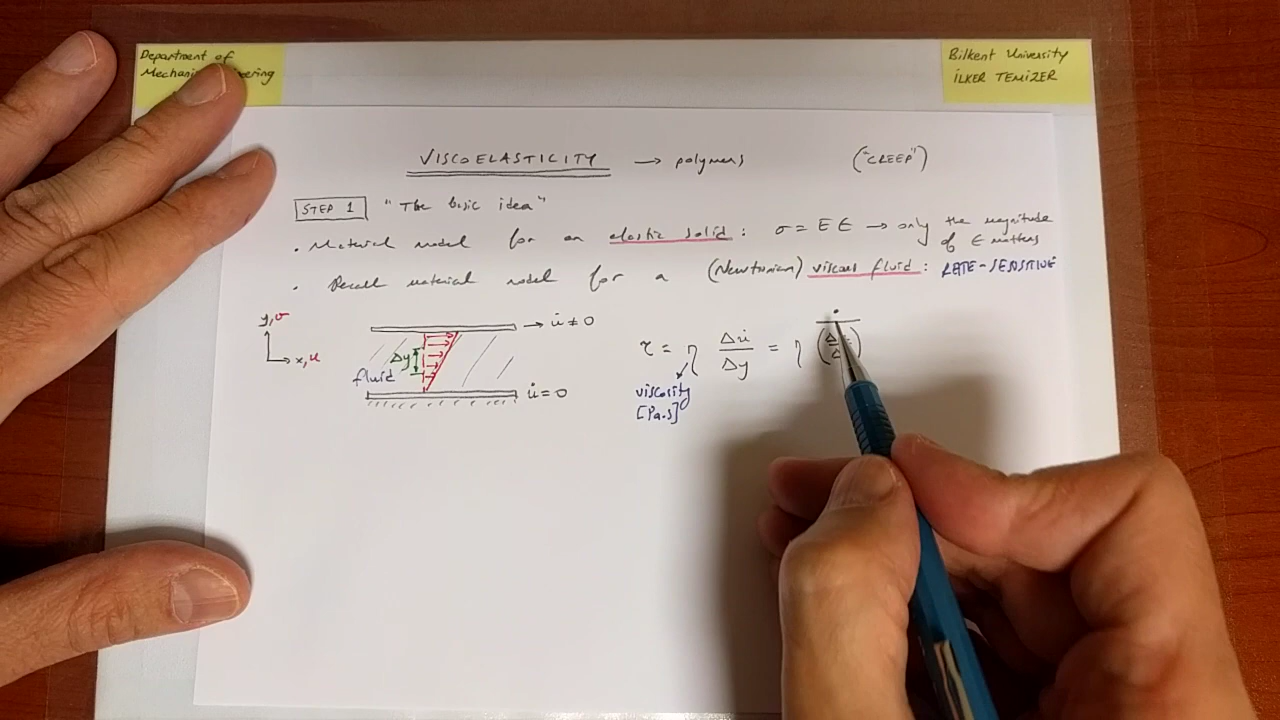 Department of
Mechanical Engineering
Bilkent University
İLKER TEMİZER
VISCOELASTICITY → polymers ("CREEP")
STEP 1 "The basic idea"
• Material model for an elastic solid : σ = E ε → only the magnitude
of ε matters
• Recall material model for a (Newtonian) viscous fluid : RATE-SENSITIVE
y,v
x,u
fluid
Δy
→ u̇ ≠ 0
u̇ = 0
τ = η Δu̇/Δy = η
viscosity
[Pa.s]